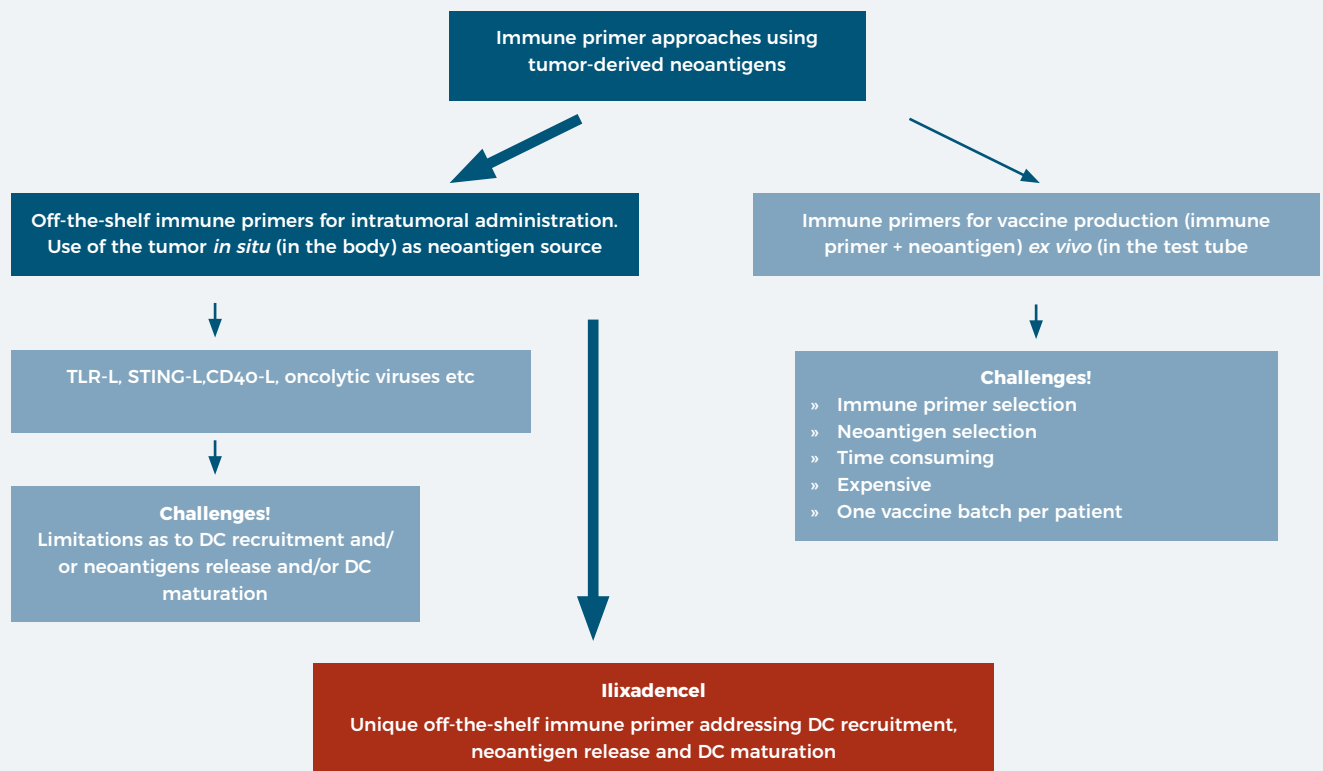 Immune primer approaches using
tumor-derived neoantigens
Off-the-shelf immune primers for intratumoral administration.
Use of the tumor in situ (in the body) as neoantigen source
Immune primers for vaccine production (immune
primer + neoantigen) ex vivo (in the test tube
TLR-L, STING-L,CD40-L, oncolytic viruses etc
Challenges!
Limitations as to DC recruitment and/
or neoantigens release and/or DC
maturation
Challenges!
» Immune primer selection
» Neoantigen selection
» Time consuming
» Expensive
» One vaccine batch per patient
Ilixadencel
Unique off-the-shelf immune primer addressing DC recruitment,
neoantigen release and DC maturation